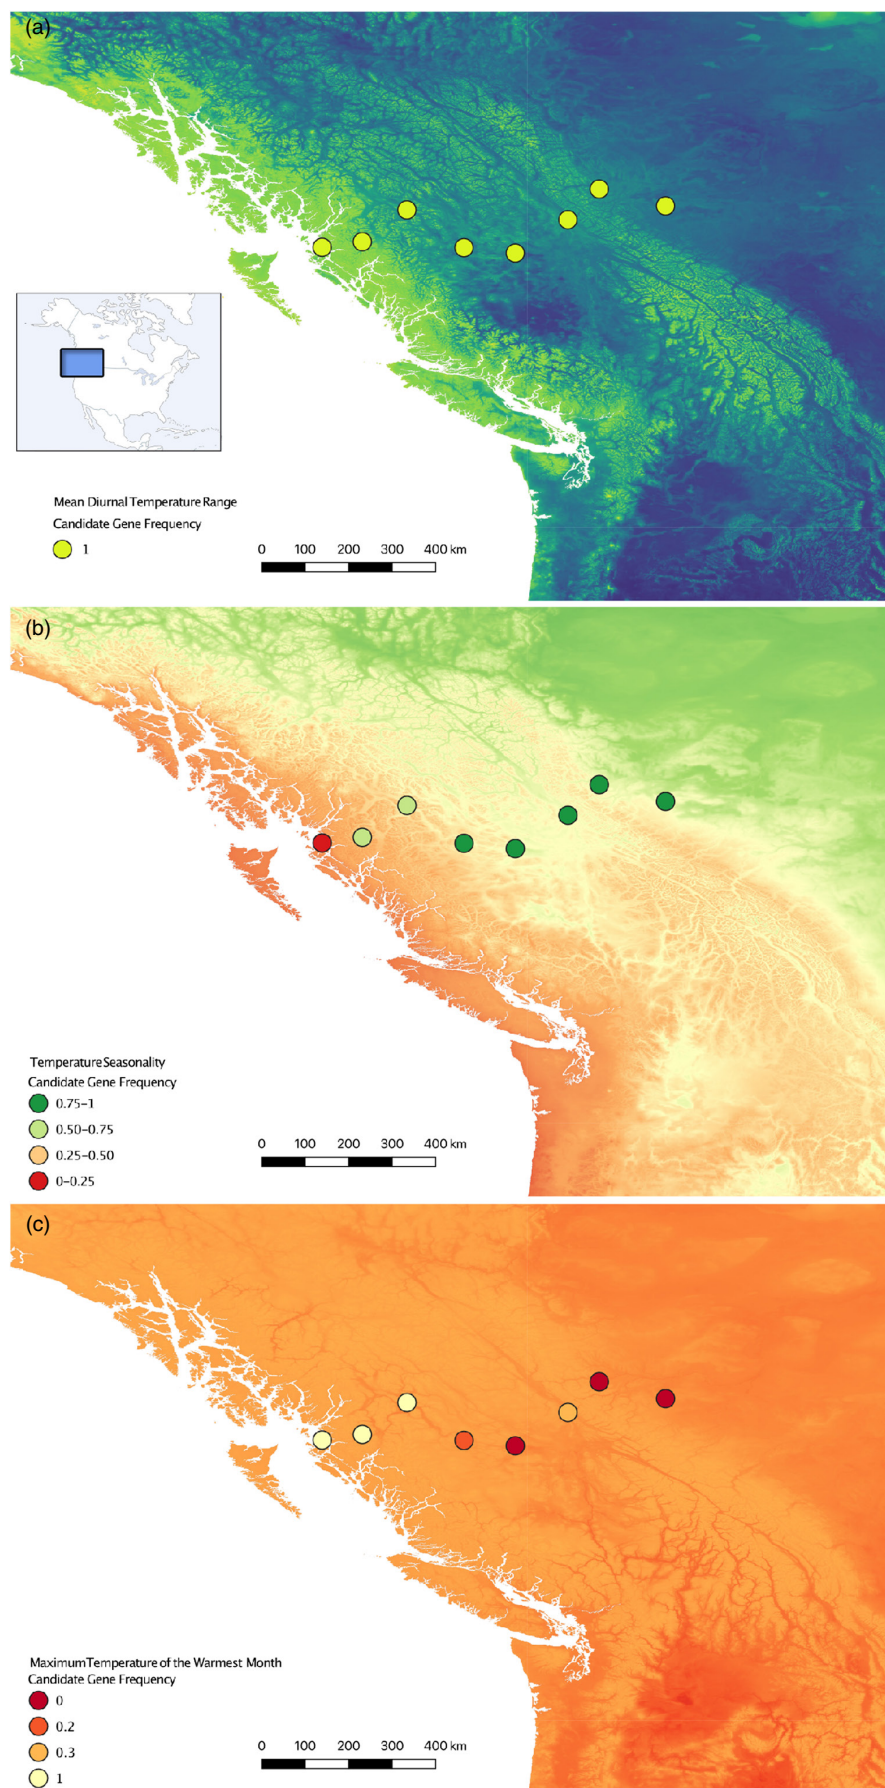 (a)
Mean Diurnal Temperature Range
Candidate Gene Frequency
1
0 100 200 300 400 km
(b)
Temperature Seasonality
Candidate Gene Frequency
0.75–1
0.50–0.75
0.25–0.50
0–0.25
0 100 200 300 400 km
(c)
Maximum Temperature of the Warmest Month
Candidate Gene Frequency
0
0.2
0.3
1
0 100 200 300 400 km